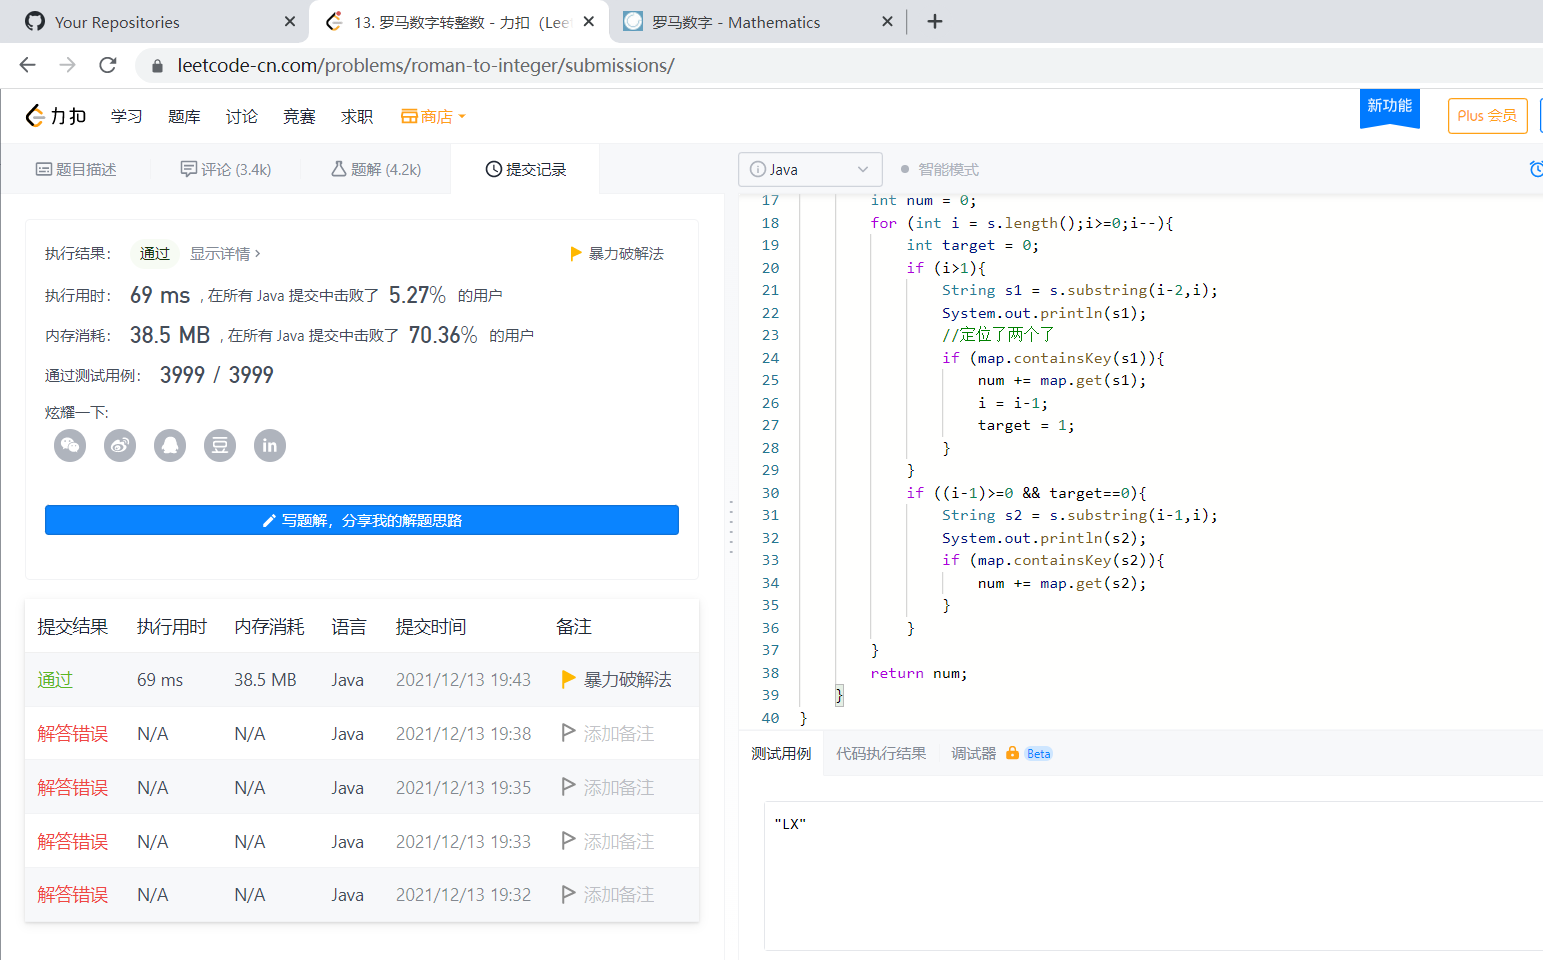 Your Repositories
13. 罗马数字转整数 - 力扣（Leet
罗马数字 - Mathematics
leetcode-cn.com/problems/roman-to-integer/submissions/
力扣 学习 题库 讨论 竞赛 求职 商店
新功能
Plus 会员
题目描述 评论 (3.4k) 题解 (4.2k) 提交记录
执行结果： 通过 显示详情 ›
暴力破解法
执行用时： 69 ms , 在所有 Java 提交中击败了 5.27% 的用户
内存消耗： 38.5 MB , 在所有 Java 提交中击败了 70.36% 的用户
通过测试用例： 3999 / 3999
炫耀一下:
豆 in
写题解，分享我的解题思路
提交结果 执行用时 内存消耗 语言 提交时间 备注
通过 69 ms 38.5 MB Java 2021/12/13 19:43 暴力破解法
解答错误 N/A N/A Java 2021/12/13 19:38 添加备注
解答错误 N/A N/A Java 2021/12/13 19:35 添加备注
解答错误 N/A N/A Java 2021/12/13 19:33 添加备注
解答错误 N/A N/A Java 2021/12/13 19:32 添加备注
Java 智能模式
17 int num = 0;
18 for (int i = s.length();i>=0;i--){
19 int target = 0;
20 if (i>1){
21 String s1 = s.substring(i-2,i);
22 System.out.println(s1);
23 //定位了两个了
24 if (map.containsKey(s1)){
25 num += map.get(s1);
26 i = i-1;
27 target = 1;
28 }
29 }
30 if ((i-1)>=0 && target==0){
31 String s2 = s.substring(i-1,i);
32 System.out.println(s2);
33 if (map.containsKey(s2)){
34 num += map.get(s2);
35 }
36 }
37 }
38 return num;
39 }
40 }
测试用例 代码执行结果 调试器 Beta
"LX"